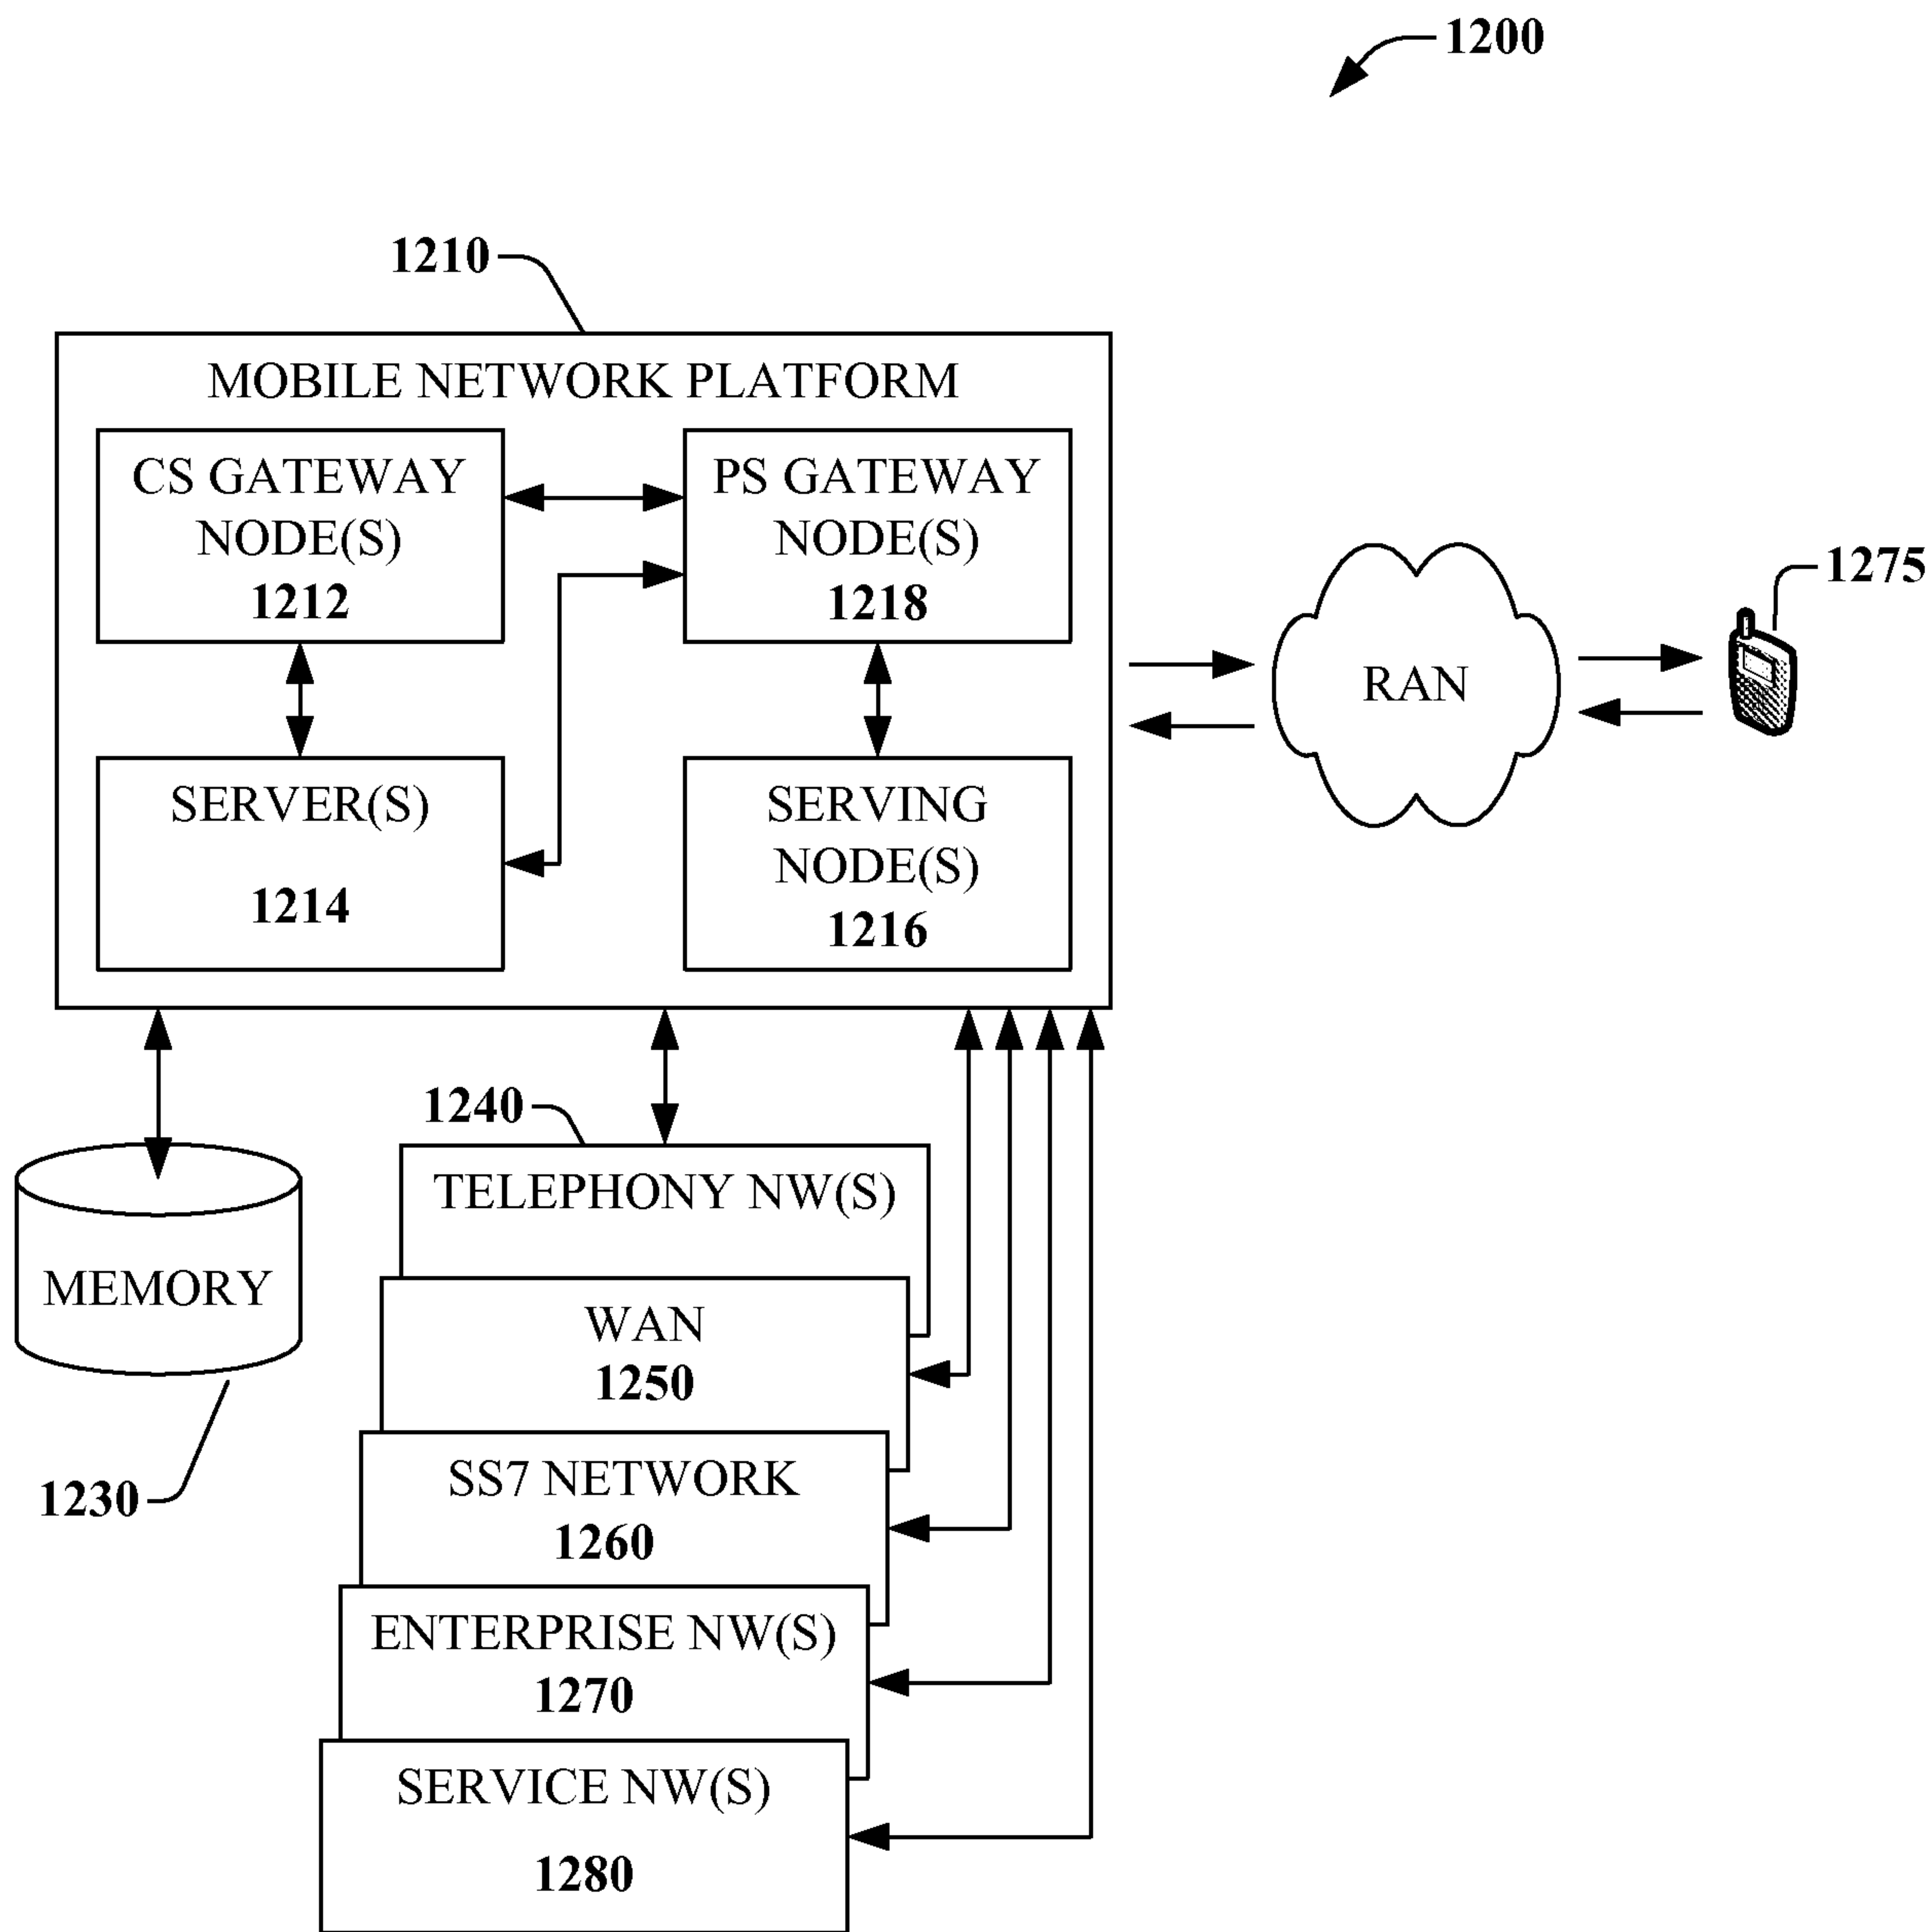 1200
1210
MOBILE NETWORK PLATFORM
CS GATEWAY
NODE(S)
1212
PS GATEWAY
NODE(S)
1218
SERVER(S)
1214
SERVING
NODE(S)
1216
RAN
1275
1240
TELEPHONY NW(S)
MEMORY
1230
WAN
1250
SS7 NETWORK
1260
ENTERPRISE NW(S)
1270
SERVICE NW(S)
1280